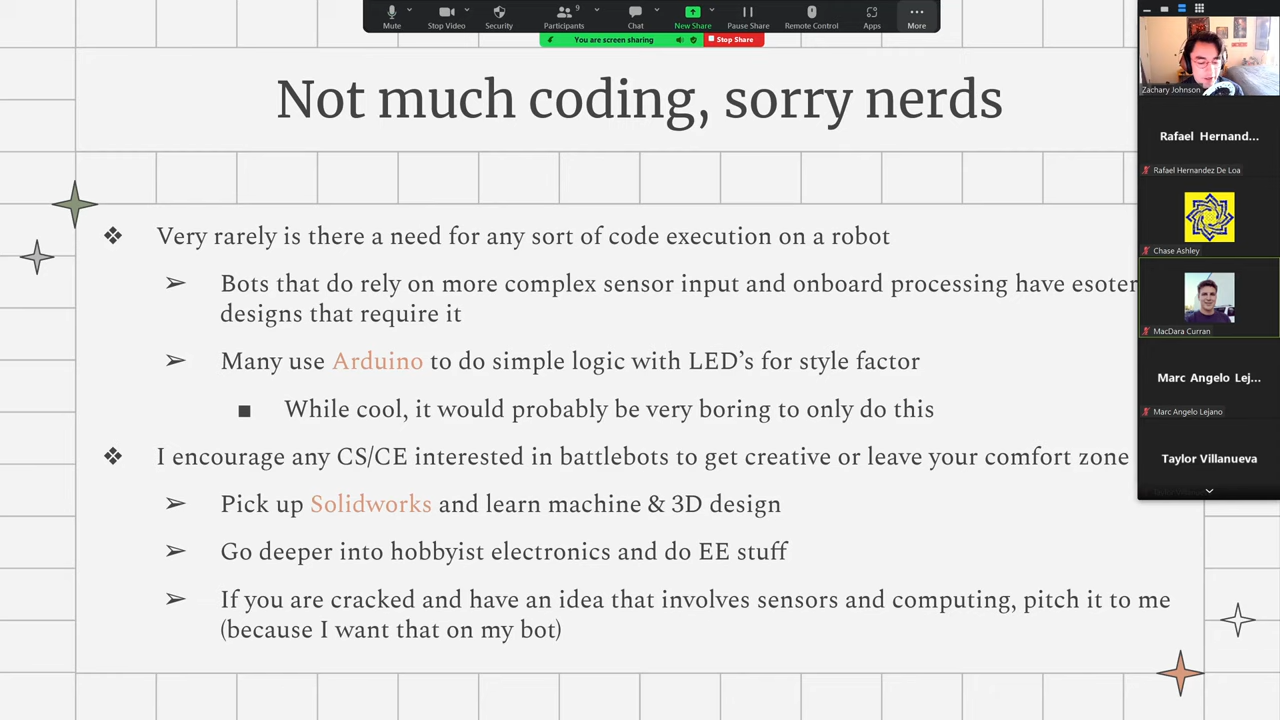 Mute
Stop Video
Security
Participants
9
Chat
New Share
Pause Share
Remote Control
Apps
More
You are screen sharing
Stop Share
Not much coding, sorry nerds
❖ Very rarely is there a need for any sort of code execution on a robot
➢ Bots that do rely on more complex sensor input and onboard processing have esoter
designs that require it
➢ Many use Arduino to do simple logic with LED’s for style factor
■ While cool, it would probably be very boring to only do this
❖ I encourage any CS/CE interested in battlebots to get creative or leave your comfort zone
➢ Pick up Solidworks and learn machine & 3D design
➢ Go deeper into hobbyist electronics and do EE stuff
➢ If you are cracked and have an idea that involves sensors and computing, pitch it to me
(because I want that on my bot)
Zachary Johnson
Rafael Hernand...
Rafael Hernandez De Loa
Chase Ashley
MacDara Curran
Marc Angelo Lej...
Marc Angelo Lejano
Taylor Villanueva